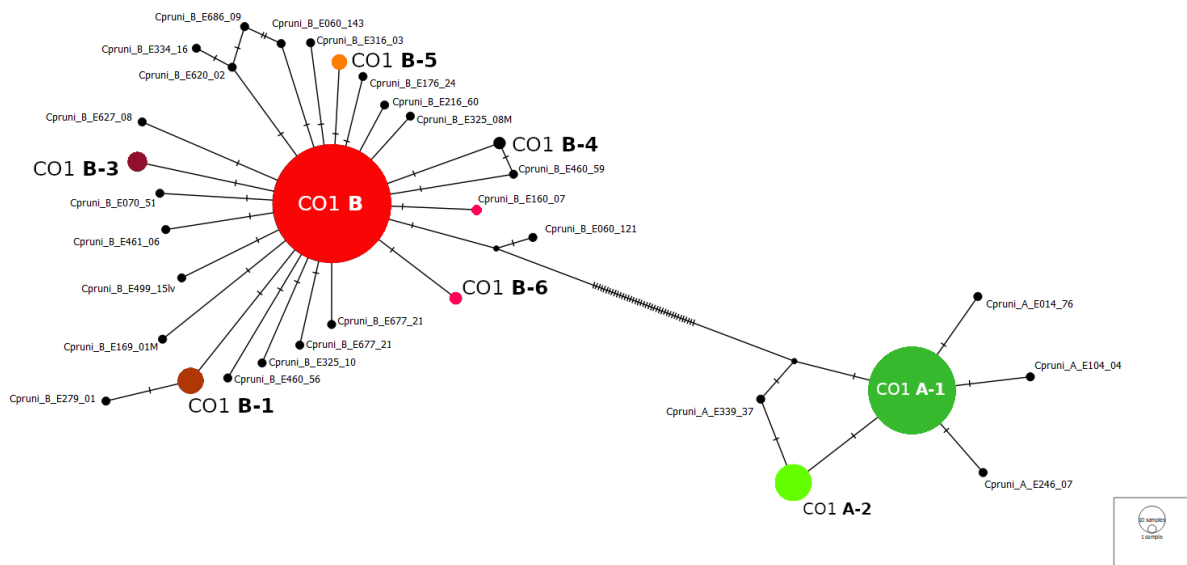 Cpruni_B_E686_09
Cpruni_B_E060_143
Cpruni_B_E316_03
Cpruni_B_E334_16
CO1 B-5
Cpruni_B_E620_02
Cpruni_B_E176_24
Cpruni_B_E216_60
Cpruni_B_E627_08
Cpruni_B_E325_08M
CO1 B-4
CO1 B-3
Cpruni_B_E460_59
Cpruni_B_E070_51
CO1 B
Cpruni_B_E160_07
Cpruni_B_E060_121
Cpruni_B_E461_06
Cpruni_B_E499_15lv
CO1 B-6
Cpruni_A_E014_76
Cpruni_B_E677_21
Cpruni_B_E169_01M
Cpruni_B_E677_21
Cpruni_B_E325_10
Cpruni_A_E104_04
Cpruni_B_E460_56
CO1 A-1
Cpruni_B_E279_01
CO1 B-1
Cpruni_A_E339_37
Cpruni_A_E246_07
CO1 A-2
10 samples
1 sample